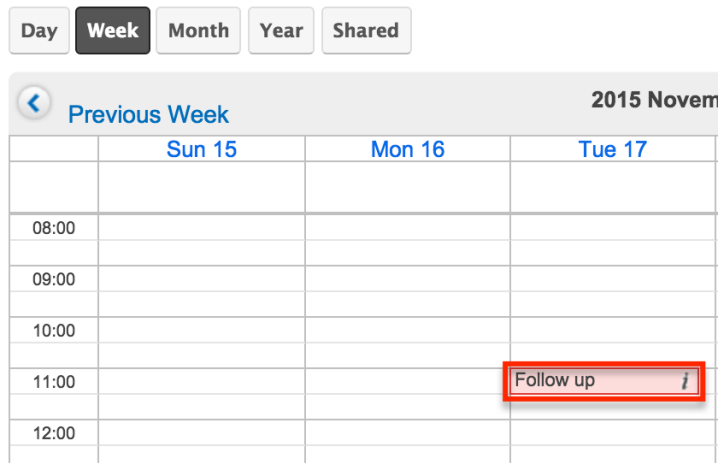 Day Week Month Year Shared
Previous Week 2015 Novem
Sun 15 Mon 16 Tue 17
08:00
09:00
10:00
11:00 Follow up i
12:00